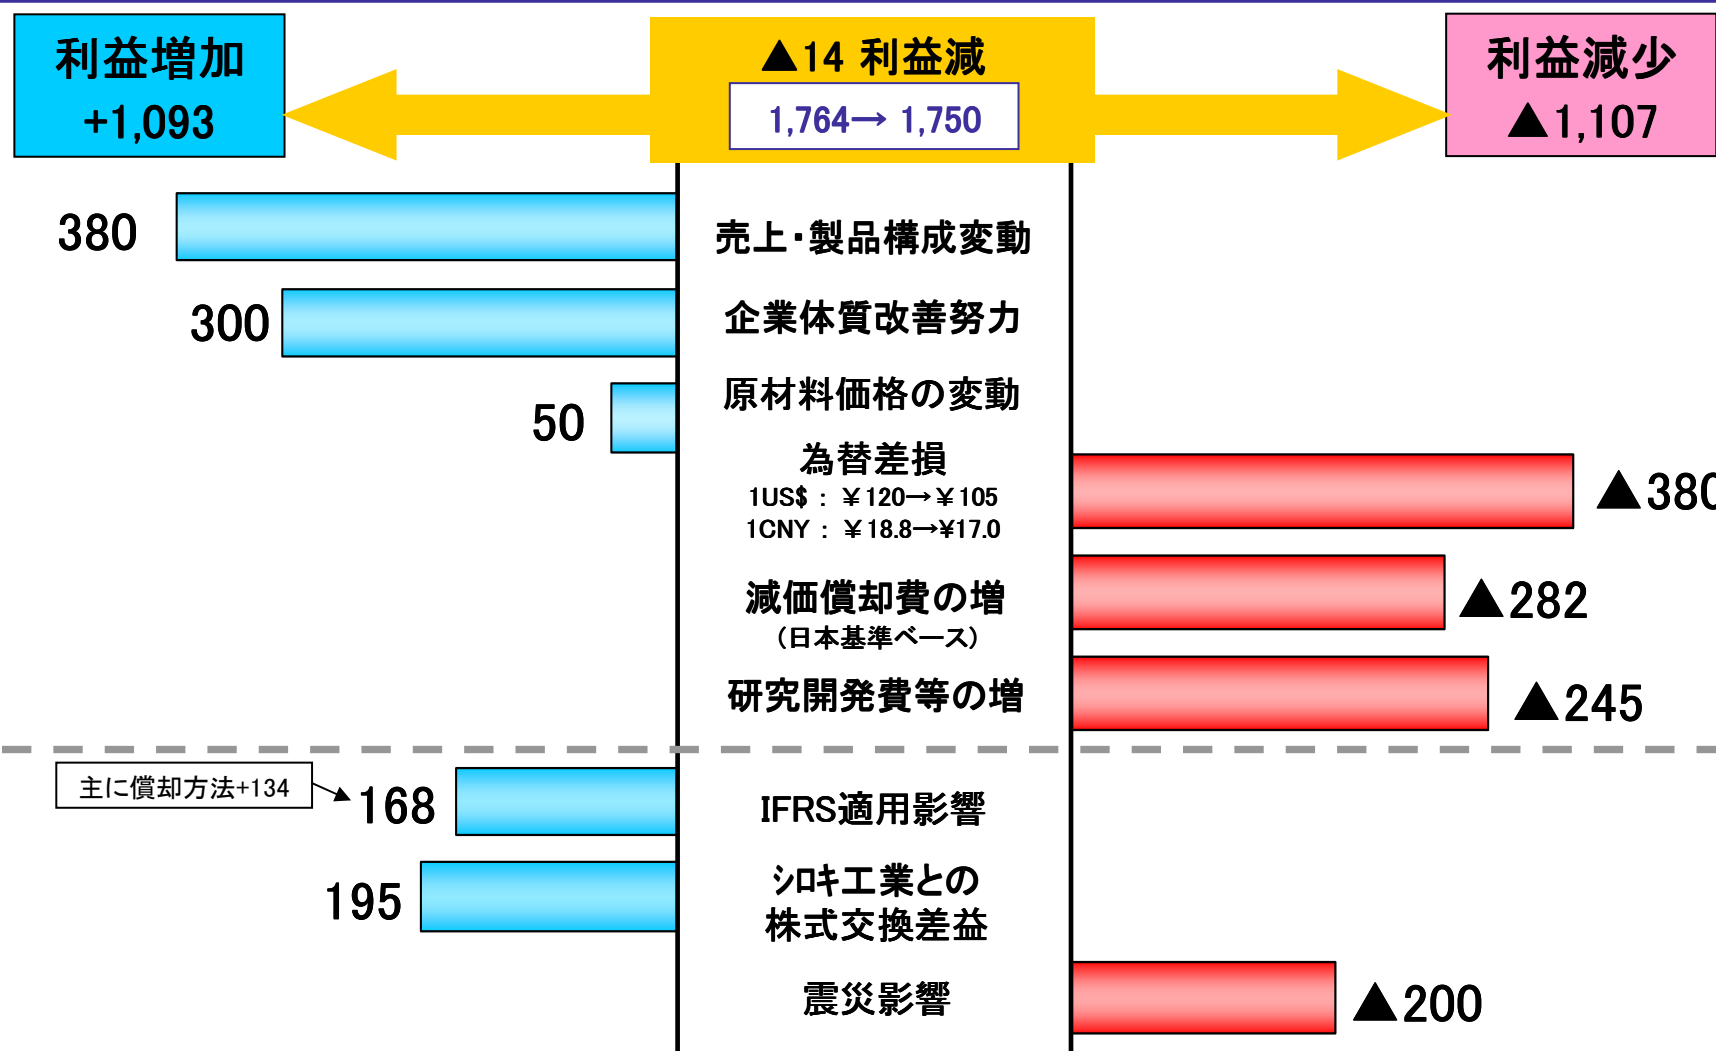 利益増加
+1,093
▲14 利益減
1,764→ 1,750
利益減少
▲1,107
380
売上・製品構成変動
300
企業体質改善努力
50
原材料価格の変動
為替差損
1US$：￥120→￥105
1CNY：￥18.8→¥17.0
▲380
減価償却費の増
(日本基準ベース)
▲282
研究開発費等の増
▲245
主に償却方法+134
168
IFRS適用影響
195
ｼﾛｷ工業との
株式交換差益
震災影響
▲200